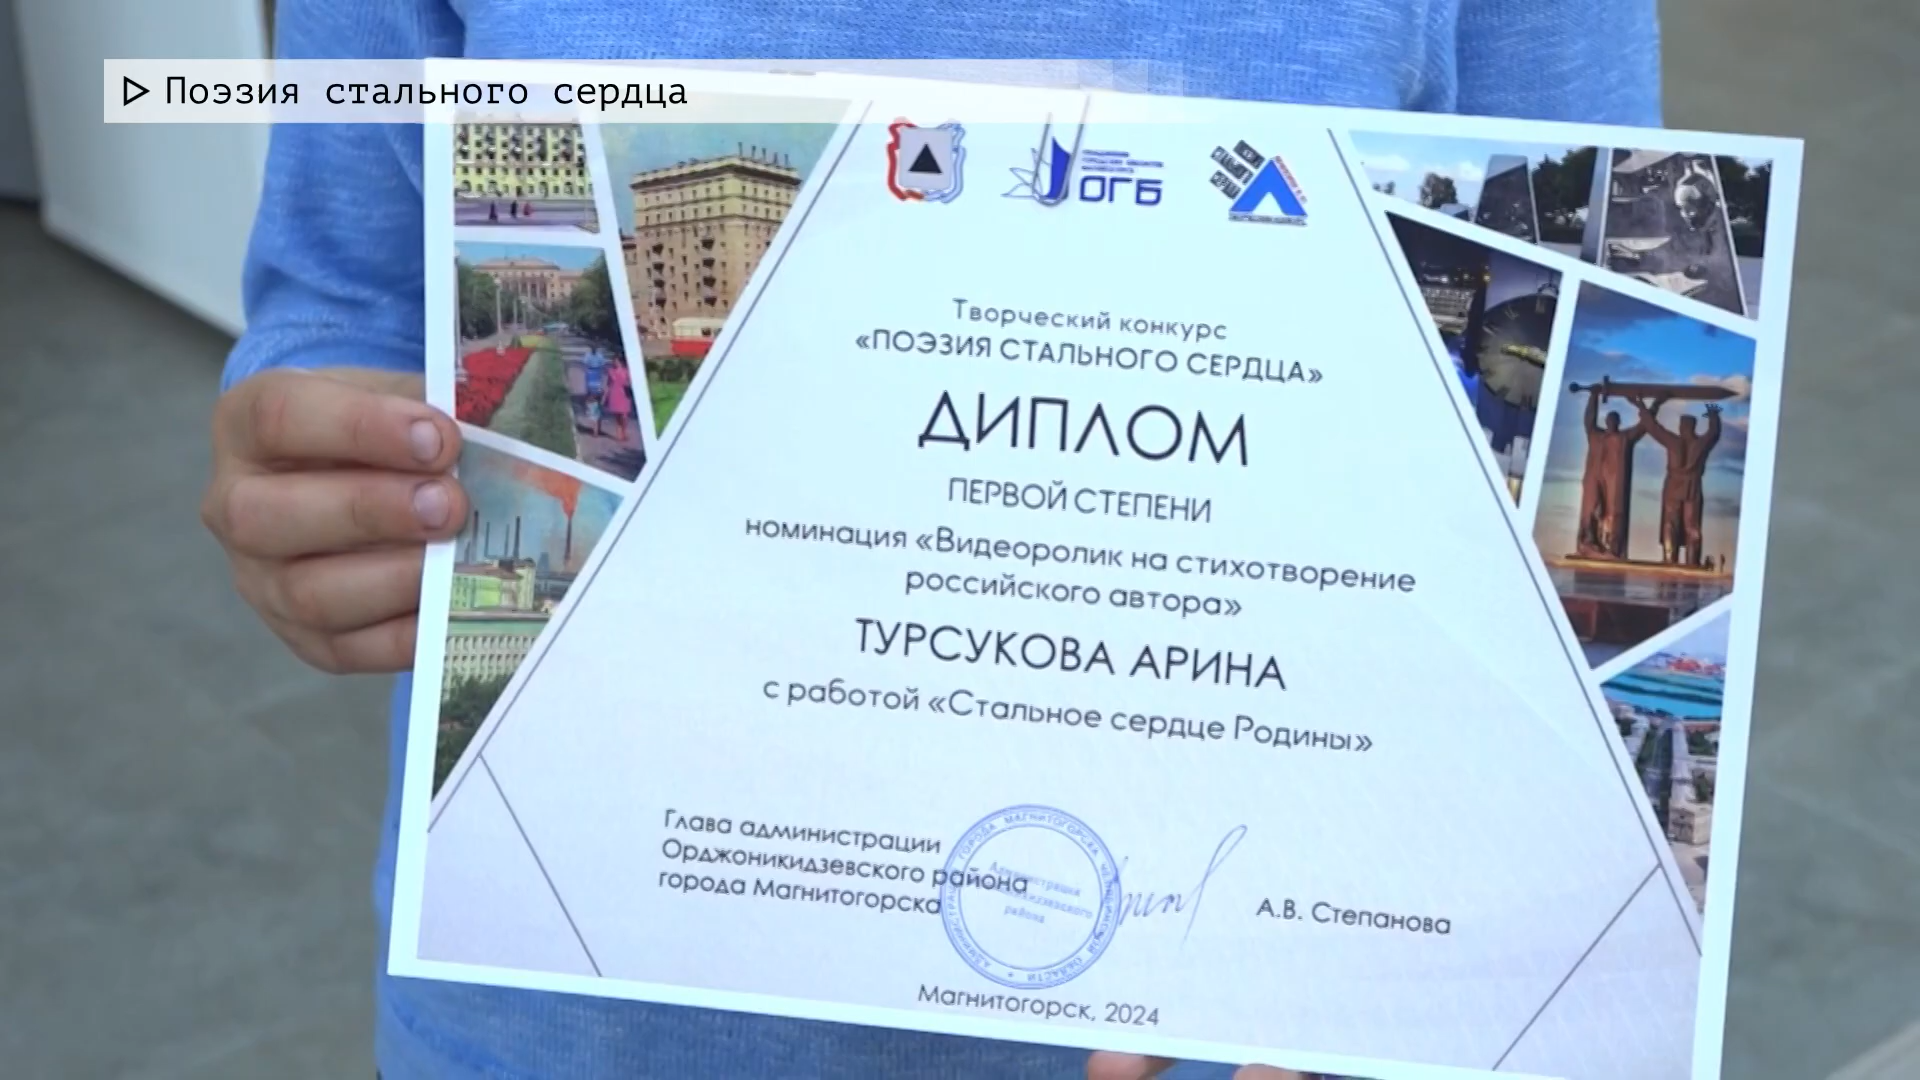 Поэзия стального сердца
ОГБ
Творческий конкурс
«ПОЭЗИЯ СТАЛЬНОГО СЕРДЦА»
ДИПЛОМ
ПЕРВОЙ СТЕПЕНИ
номинация «Видеоролик на стихотворение
российского автора»
ТУРСУКОВА АРИНА
с работой «Стальное сердце Родины»
Глава администрации
Орджоникидзевского района
города Магнитогорска
А.В. Степанова
Магнитогорск, 2024